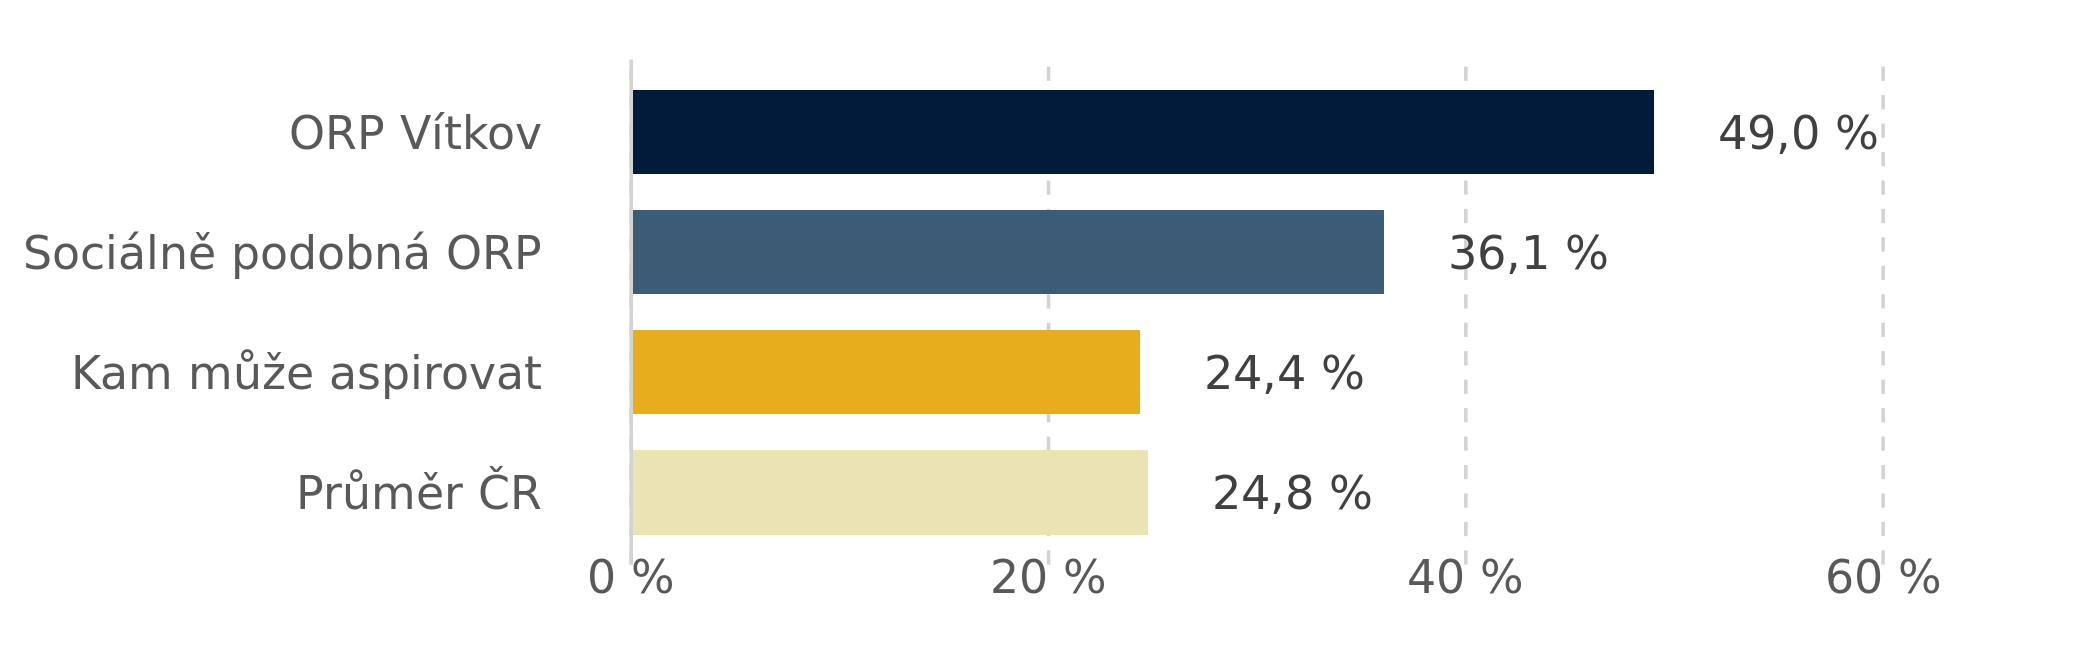 ORP Vítkov 49,0 %
Sociálně podobná ORP 36,1 %
Kam může aspirovat 24,4 %
Průměr ČR 24,8 %
0 % 20 % 40 % 60 %